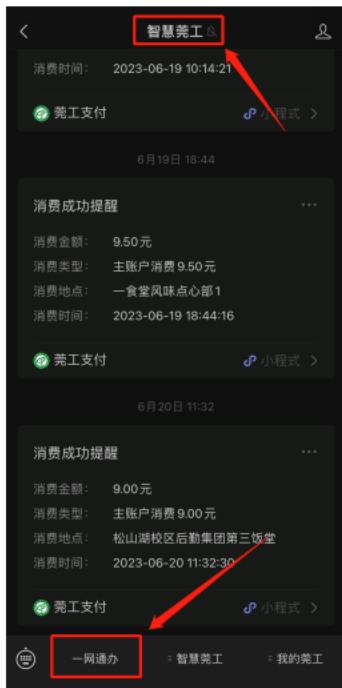 智慧莞工
消费时间： 2023-06-19 10:14:21
莞工支付 小程式
6月19日 18:44
消费成功提醒
消费金额： 9.50元
消费类型： 主账户消费9.50元
消费地点： 一食堂风味点心部1
消费时间： 2023-06-19 18:44:16
莞工支付 小程式
6月20日 11:32
消费成功提醒
消费金额： 9.00元
消费类型： 主账户消费9.00元
消费地点： 松山湖校区后勤集团第三饭堂
消费时间： 2023-06-20 11:32:30
莞工支付 小程式
一网通办 智慧莞工 我的莞工